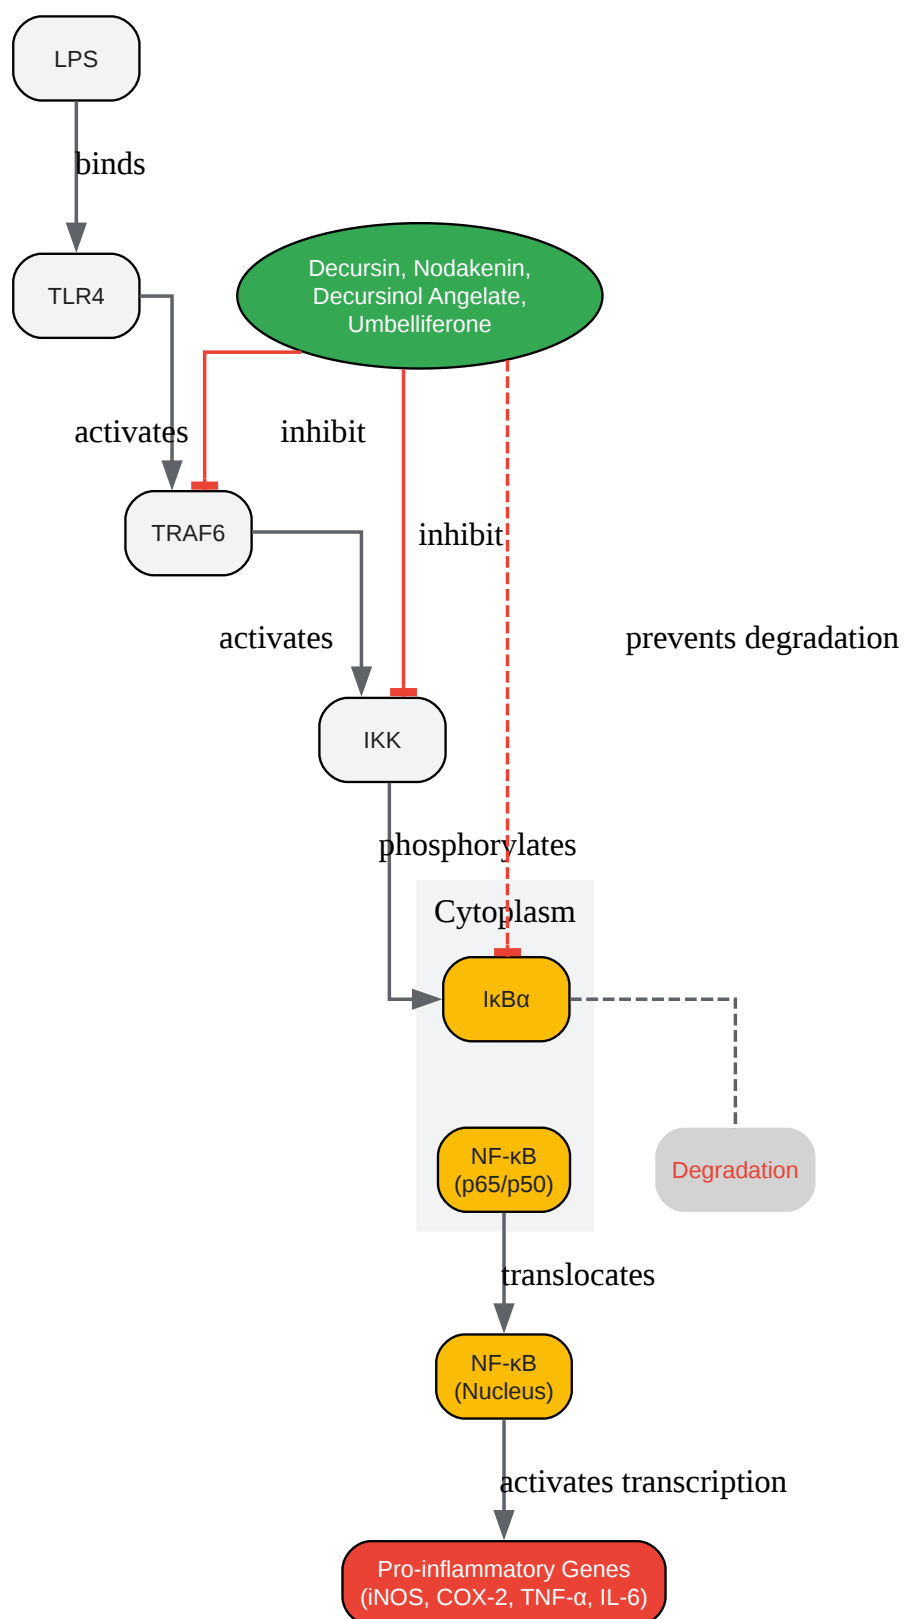 LPS
binds
TLR4
Decursin, Nodakenin,
Decursinol Angelate,
Umbelliferone
activates
inhibit
TRAF6
inhibit
activates
prevents degradation
IKK
phosphorylates
Cytoplasm
IκBα
NF-κB
(p65/p50)
Degradation
translocates
NF-κB
(Nucleus)
activates transcription
Pro-inflammatory Genes
(iNOS, COX-2, TNF-α, IL-6)